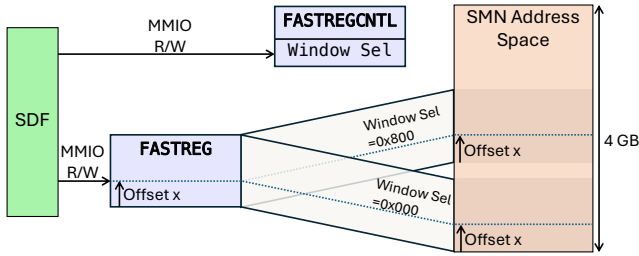 MMIO
R/W
FASTREGCNTL
Window Sel
SMN Address
Space
SDF
4 GB
MMIO
R/W
FASTREG
Offset x
Window Sel
=0x800
Offset x
Window Sel
=0x000
Offset x